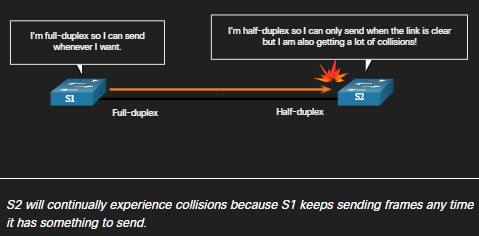 I'm full-duplex so I can send
whenever I want.
I'm half-duplex so I can only send when the link is clear
but I am also getting a lot of collisions!
S1
S2
Full-duplex
Half-duplex
S2 will continually experience collisions because S1 keeps sending frames any time
it has something to send.